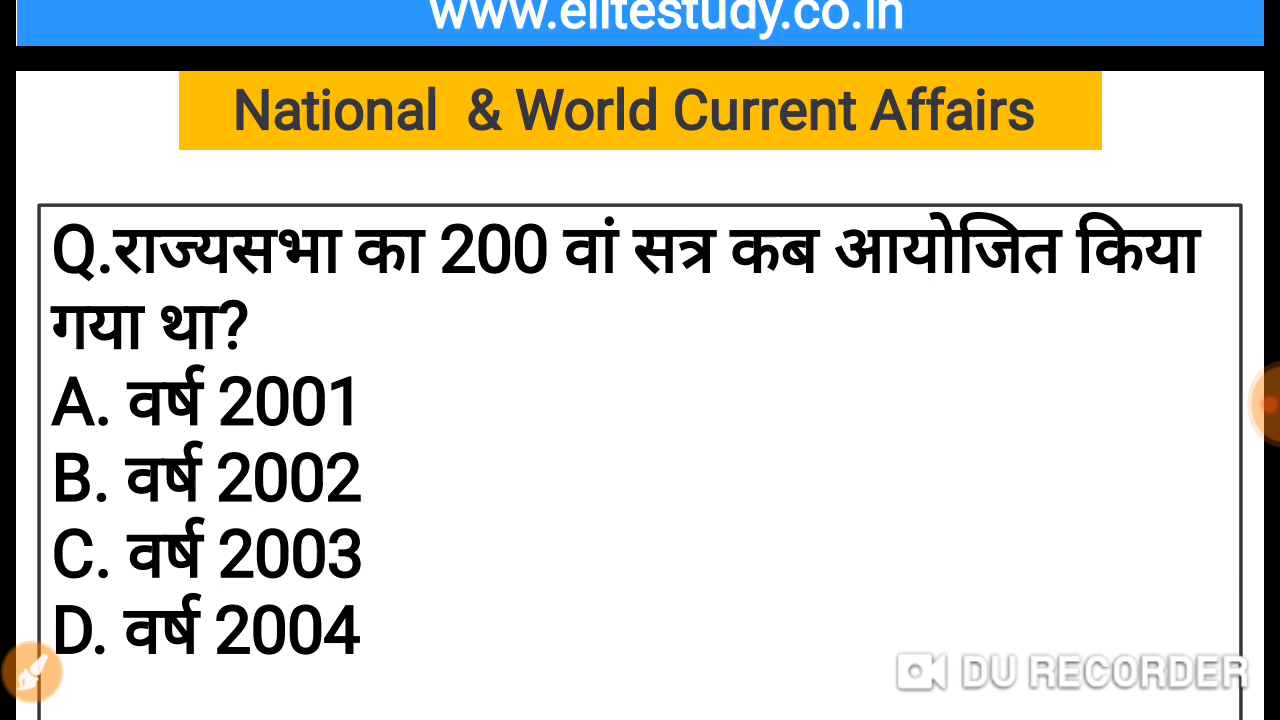 www.elitestudy.co.in
National & World Current Affairs
Q.राज्यसभा का 200 वां सत्र कब आयोजित किया
गया था?
A. वर्ष 2001
B. वर्ष 2002
C. वर्ष 2003
D. वर्ष 2004
DU RECORDER